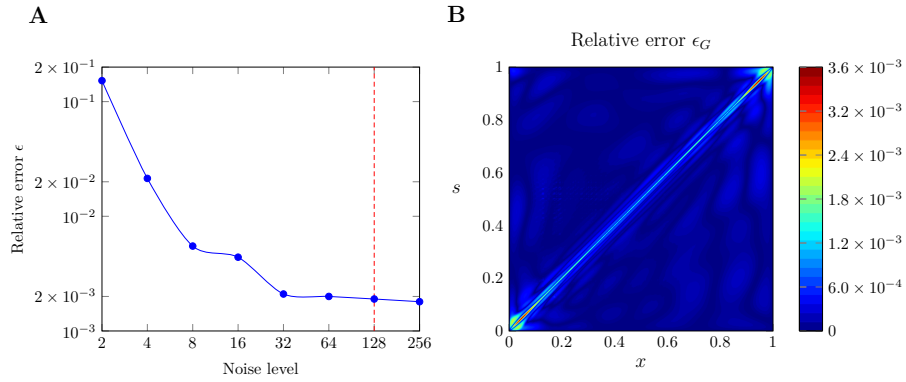 A
2 × 10⁻¹
10⁻¹
2 × 10⁻²
10⁻²
2 × 10⁻³
10⁻³
Relative error ϵ
2 4 8 16 32 64 128 256
Noise level
B
Relative error ϵ_G
1
0.8
0.6
0.4
0.2
0
s
0 0.2 0.4 0.6 0.8 1
x
3.6 × 10⁻³
3.2 × 10⁻³
2.4 × 10⁻³
1.8 × 10⁻³
1.2 × 10⁻³
6 × 10⁻⁴
0